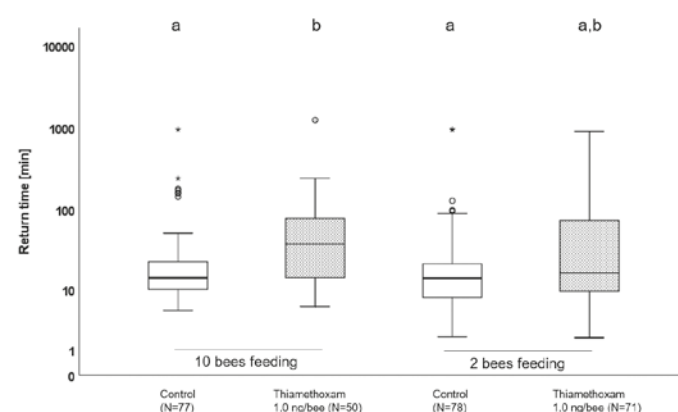 a b a a,b
10000
1000
100
10
1
0
Return time [min]
10 bees feeding 2 bees feeding
Control Thiamethoxam Control Thiamethoxam
(N=77) 1.0 ng/bee (N=50) (N=78) 1.0 ng/bee (N=71)